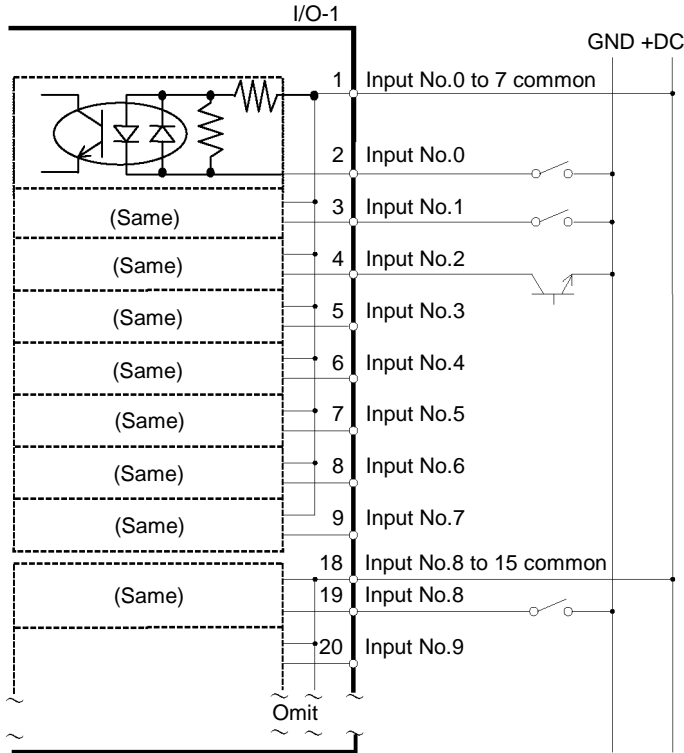 I/O-1
GND +DC
1 Input No.0 to 7 common
2 Input No.0
(Same) 3 Input No.1
(Same) 4 Input No.2
(Same) 5 Input No.3
(Same) 6 Input No.4
(Same) 7 Input No.5
(Same) 8 Input No.6
(Same) 9 Input No.7
18 Input No.8 to 15 common
(Same) 19 Input No.8
20 Input No.9
Omit